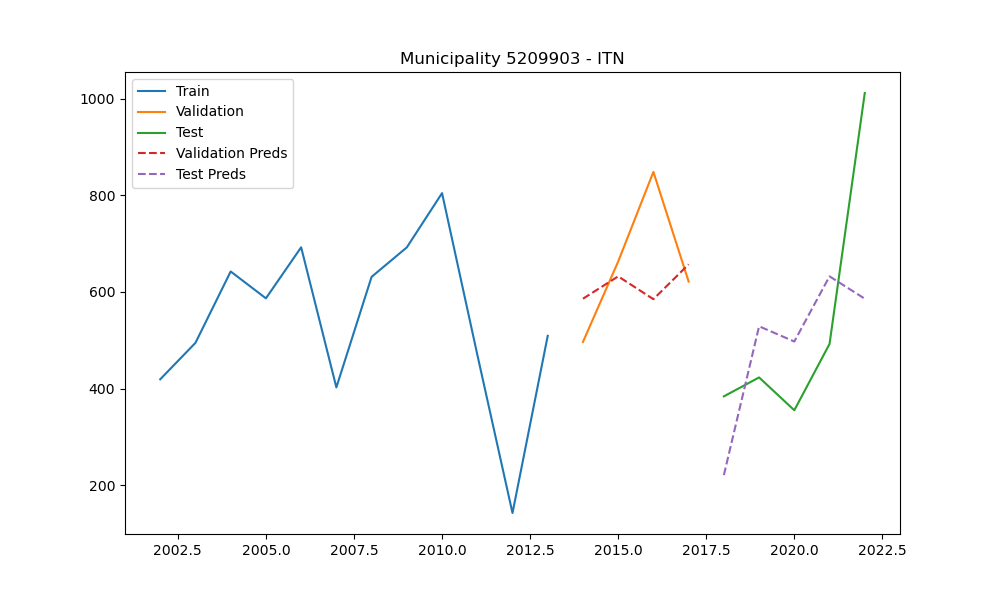 Municipality 5209903 - ITN
Train
Validation
Test
Validation Preds
Test Preds
1000
800
600
400
200
2002.5 2005.0 2007.5 2010.0 2012.5 2015.0 2017.5 2020.0 2022.5